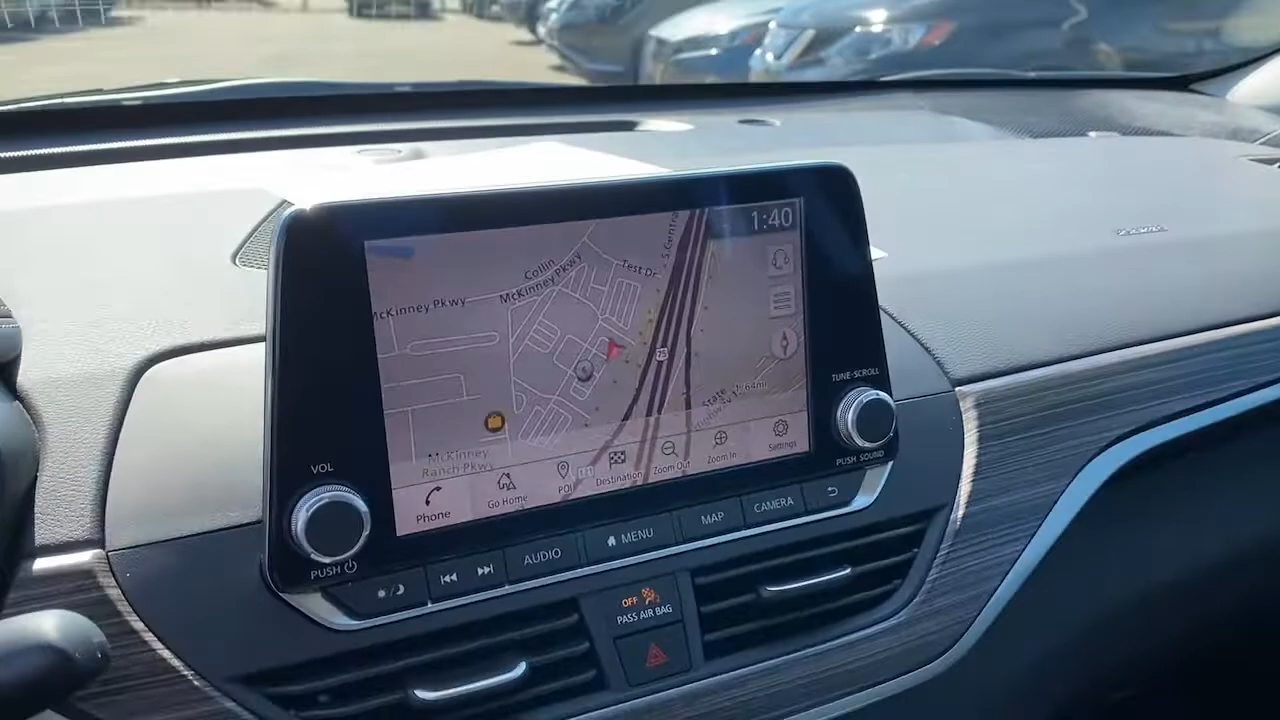 1:40
S Centra
Collin
McKinney Pkwy
Test Dr
McKinney Pkwy
75
State
1/64mi
McKinney
Ranch Pkwy
Phone
Go Home
POI
Destination
Zoom Out
Zoom In
Settings
VOL
PUSH
TUNE·SCROLL
PUSH SOUND
AUDIO
MENU
MAP
CAMERA
OFF
PASS AIR BAG